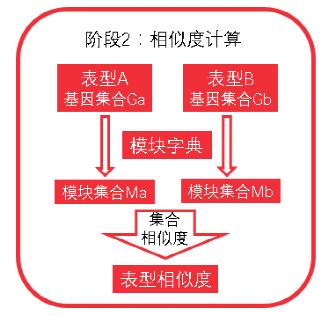 阶段2：相似度计算
表型A
基因集合Ga
表型B
基因集合Gb
模块字典
模块集合Ma
模块集合Mb
集合
相似度
表型相似度